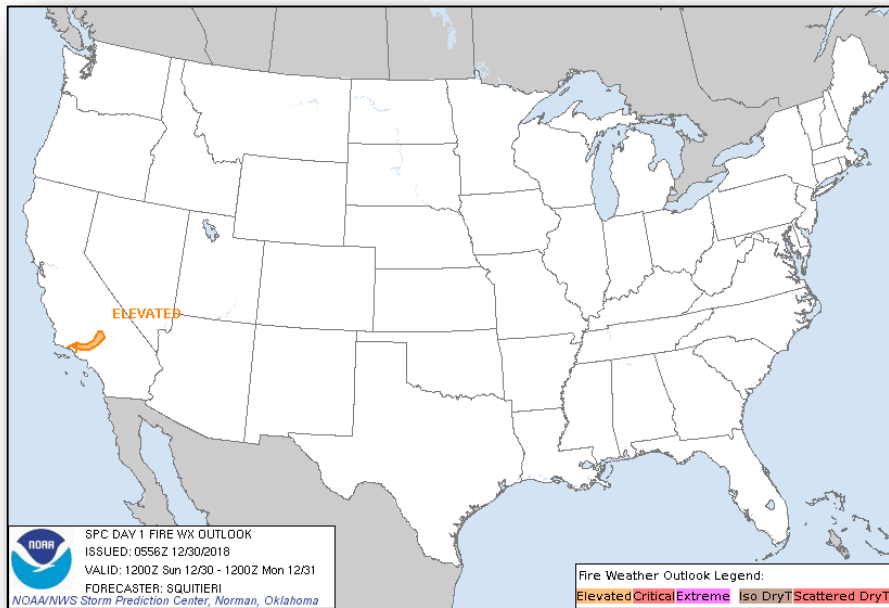 ELEVATED
NOAA
SPC DAY 1 FIRE WX OUTLOOK
ISSUED: 0556Z 12/30/2018
VALID: 1200Z Sun 12/30 - 1200Z Mon 12/31
FORECASTER: SQUITIERI
NOAA/NWS Storm Prediction Center, Norman, Oklahoma
Fire Weather Outlook Legend:
Elevated Critical Extreme Iso DryT Scattered DryT